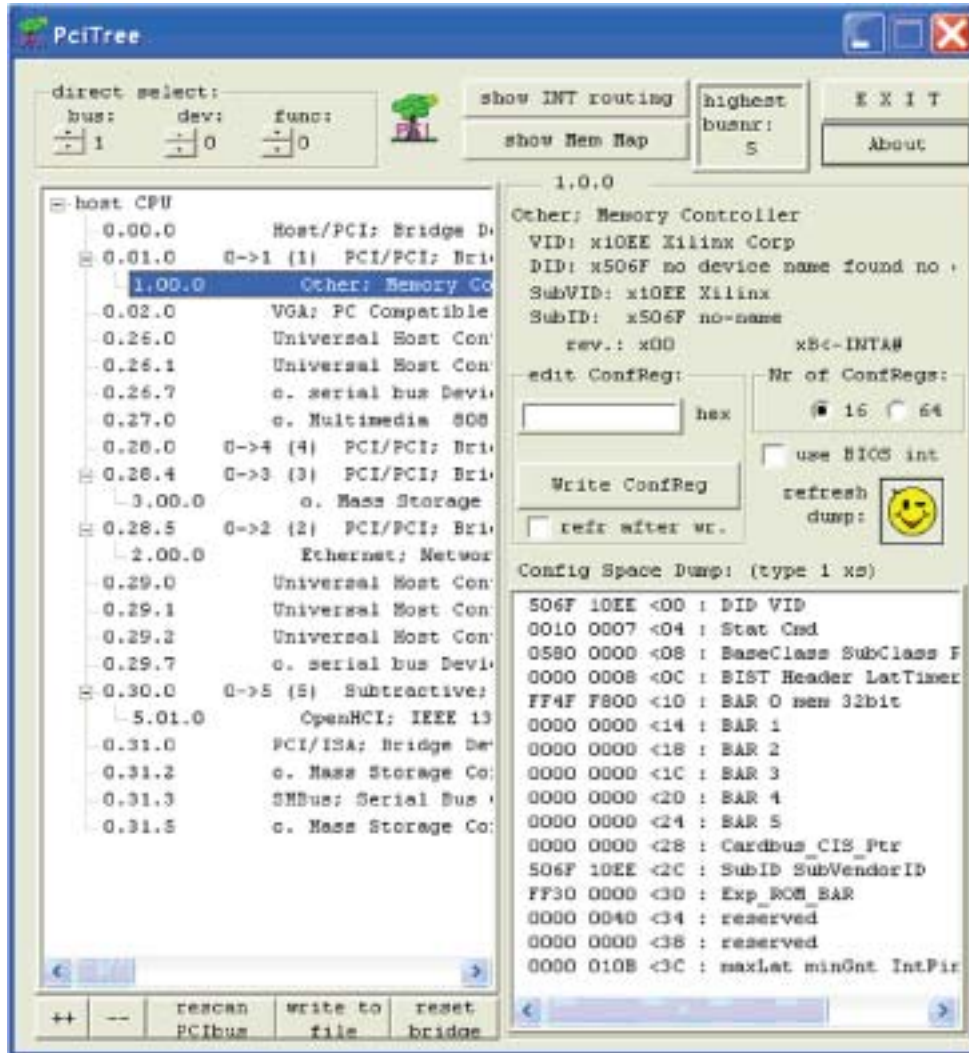 PciTree
direct select:
bus: dev: func:
1 0 0
PCI
show INT routing
show Mem Map
highest
busnr:
5
E X I T
About
host CPU
0.00.0 Host/PCI; Bridge D
0.01.0 0->1 (1) PCI/PCI; Bri
1.00.0 Other; Memory Co
0.02.0 VGA; PC Compatible
0.26.0 Universal Host Con
0.26.1 Universal Host Con
0.26.7 c. serial bus Devi
0.27.0 c. Multimedia 808
0.28.0 0->4 (4) PCI/PCI; Bri
0.28.4 0->3 (3) PCI/PCI; Bri
3.00.0 c. Mass Storage
0.28.5 0->2 (2) PCI/PCI; Bri
2.00.0 Ethernet; Networ
0.29.0 Universal Host Con
0.29.1 Universal Host Con
0.29.2 Universal Host Con
0.29.7 c. serial bus Devi
0.30.0 0->5 (5) Subtractive;
5.01.0 OpenHCI; IEEE 13
0.31.0 PCI/ISA; Bridge De
0.31.2 c. Mass Storage Co
0.31.3 SMBus; Serial Bus
0.31.5 c. Mass Storage Co
++ -- rescan PCIbus write to file reset bridge
1.0.0
Other; Memory Controller
VID: x10EE Xilinx Corp
DID: x506F no device name found no
SubVID: x10EE Xilinx
SubID: x506F no-name
rev.: x00 xB<-INTA#
edit ConfReg: Nr of ConfRegs:
hex 16 64
use BIOS int
Write ConfReg
refresh
dump:
refr after wr.
Config Space Dump: (type 1 xs)
506F 10EE <00 : DID VID
0010 0007 <04 : Stat Cmd
0580 0000 <08 : BaseClass SubClass
0000 0008 <0C : BIST Header LatTimer
FF4F F800 <10 : BAR 0 mem 32bit
0000 0000 <14 : BAR 1
0000 0000 <18 : BAR 2
0000 0000 <1C : BAR 3
0000 0000 <20 : BAR 4
0000 0000 <24 : BAR 5
0000 0000 <28 : Cardbus_CIS_Ptr
506F 10EE <2C : SubID SubVendorID
FF30 0000 <30 : Exp_ROM_BAR
0000 0040 <34 : reserved
0000 0000 <38 : reserved
0000 010B <3C : maxLat minGnt IntPin